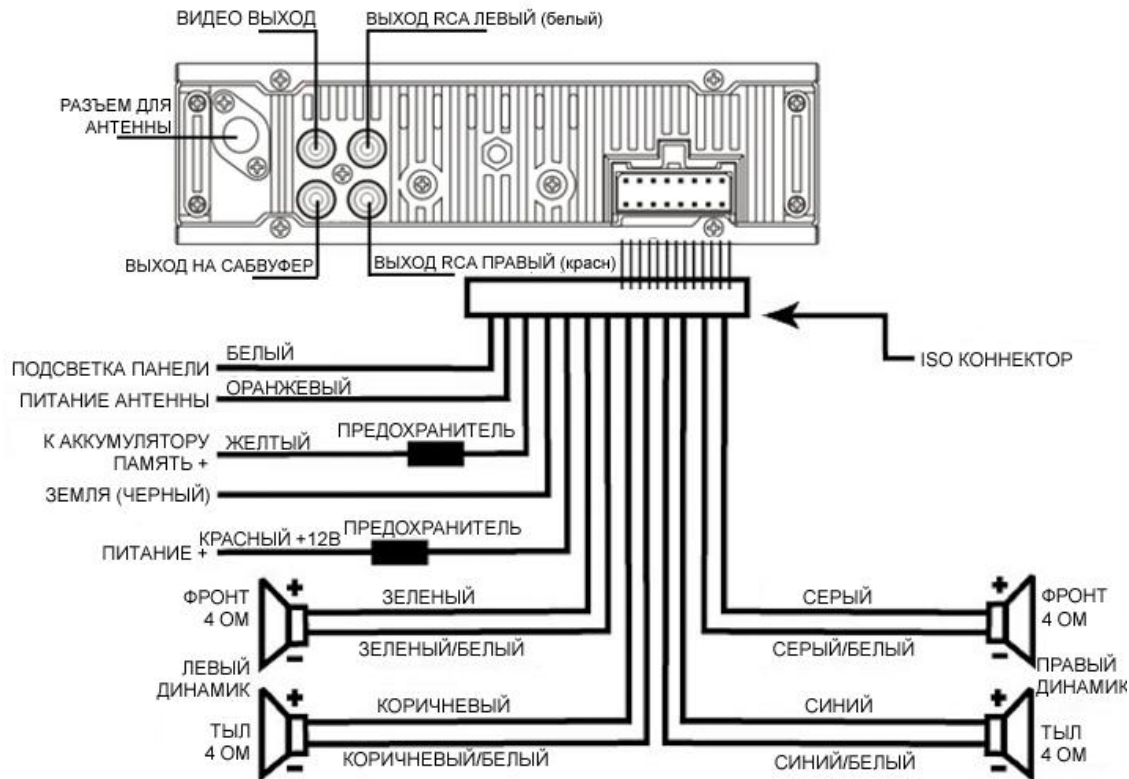 ВИДЕО ВЫХОД
ВЫХОД RCA ЛЕВЫЙ (белый)
РАЗЪЕМ ДЛЯ
АНТЕННЫ
ВЫХОД НА САБВУФЕР
ВЫХОД RCA ПРАВЫЙ (красн)
ISO КОННЕКТОР
ПОДСВЕТКА ПАНЕЛИ
БЕЛЫЙ
ПИТАНИЕ АНТЕННЫ
ОРАНЖЕВЫЙ
К АККУМУЛЯТОРУ
ПАМЯТЬ +
ЖЕЛТЫЙ
ПРЕДОХРАНИТЕЛЬ
ЗЕМЛЯ (ЧЕРНЫЙ)
ПИТАНИЕ +
КРАСНЫЙ +12В
ПРЕДОХРАНИТЕЛЬ
ФРОНТ
4 ОМ
+
−
ЗЕЛЕНЫЙ
ЗЕЛЕНЫЙ/БЕЛЫЙ
СЕРЫЙ
СЕРЫЙ/БЕЛЫЙ
+
−
ФРОНТ
4 ОМ
ЛЕВЫЙ
ДИНАМИК
ПРАВЫЙ
ДИНАМИК
ТЫЛ
4 ОМ
+
−
КОРИЧНЕВЫЙ
КОРИЧНЕВЫЙ/БЕЛЫЙ
СИНИЙ
СИНИЙ/БЕЛЫЙ
+
−
ТЫЛ
4 ОМ